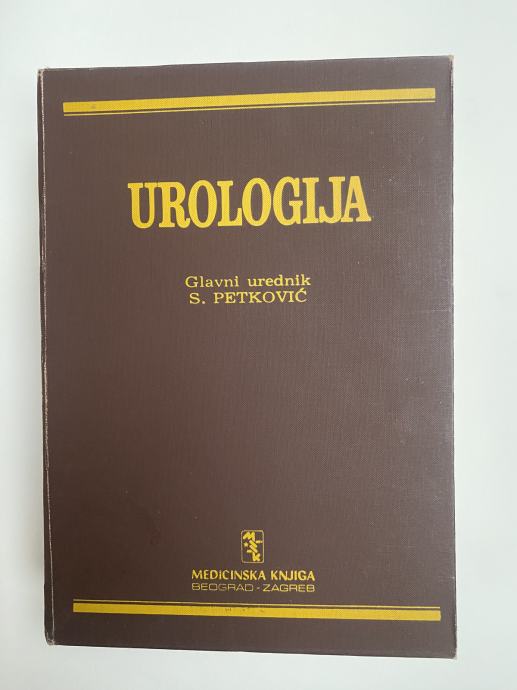 UROLOGIJA
Glavni urednik
S. PETKOVIĆ
MEDICINSKA KNJIGA
BEOGRAD - ZAGREB